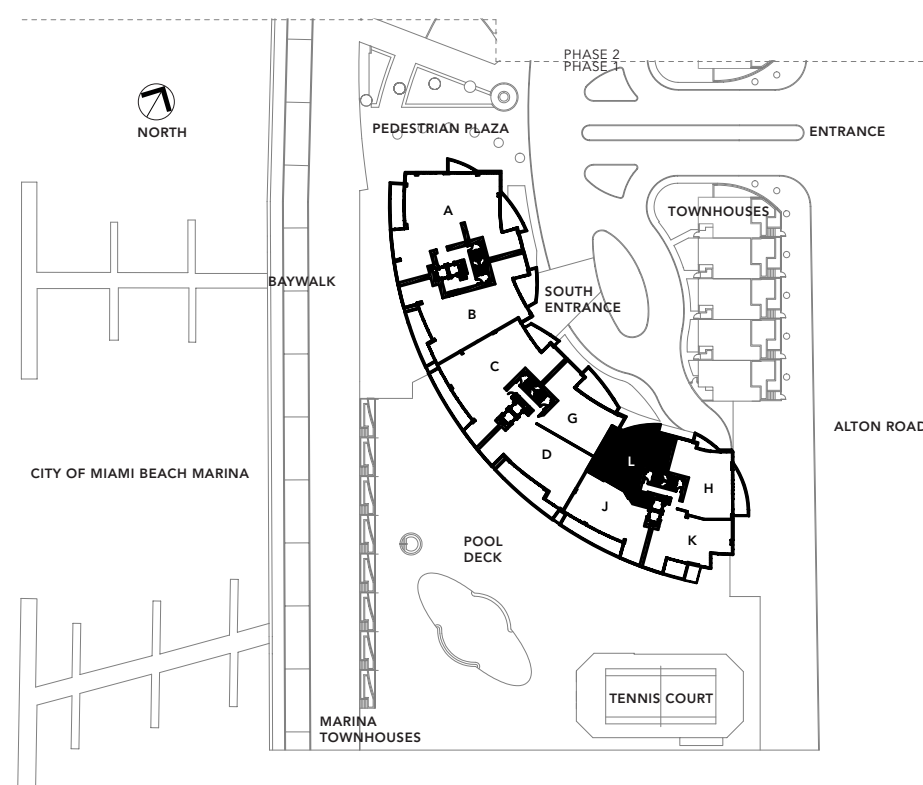 PHASE 2
PHASE 1
NORTH
PEDESTRIAN PLAZA
ENTRANCE
A
TOWNHOUSES
BAYWALK
SOUTH
ENTRANCE
B
C
G
ALTON ROAD
D
L
H
CITY OF MIAMI BEACH MARINA
J
K
POOL
DECK
TENNIS COURT
MARINA
TOWNHOUSES